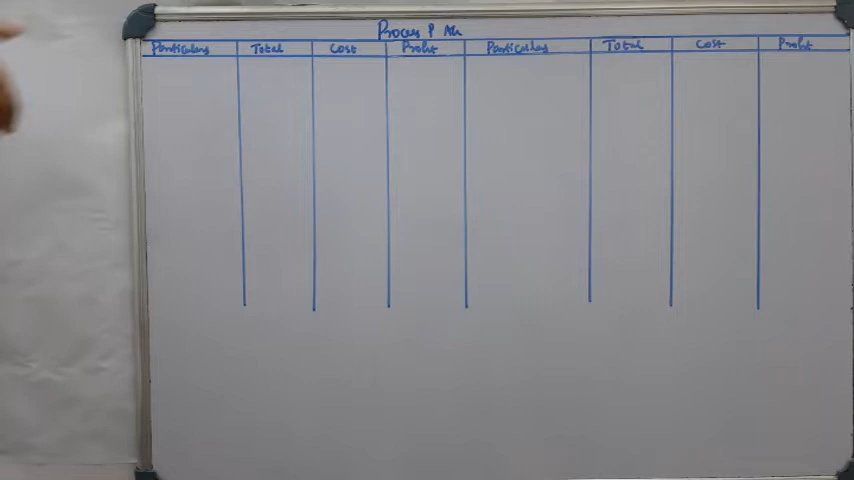 Process P A/c
Particulars Total Cost Profit Particulars Total Cost Profit